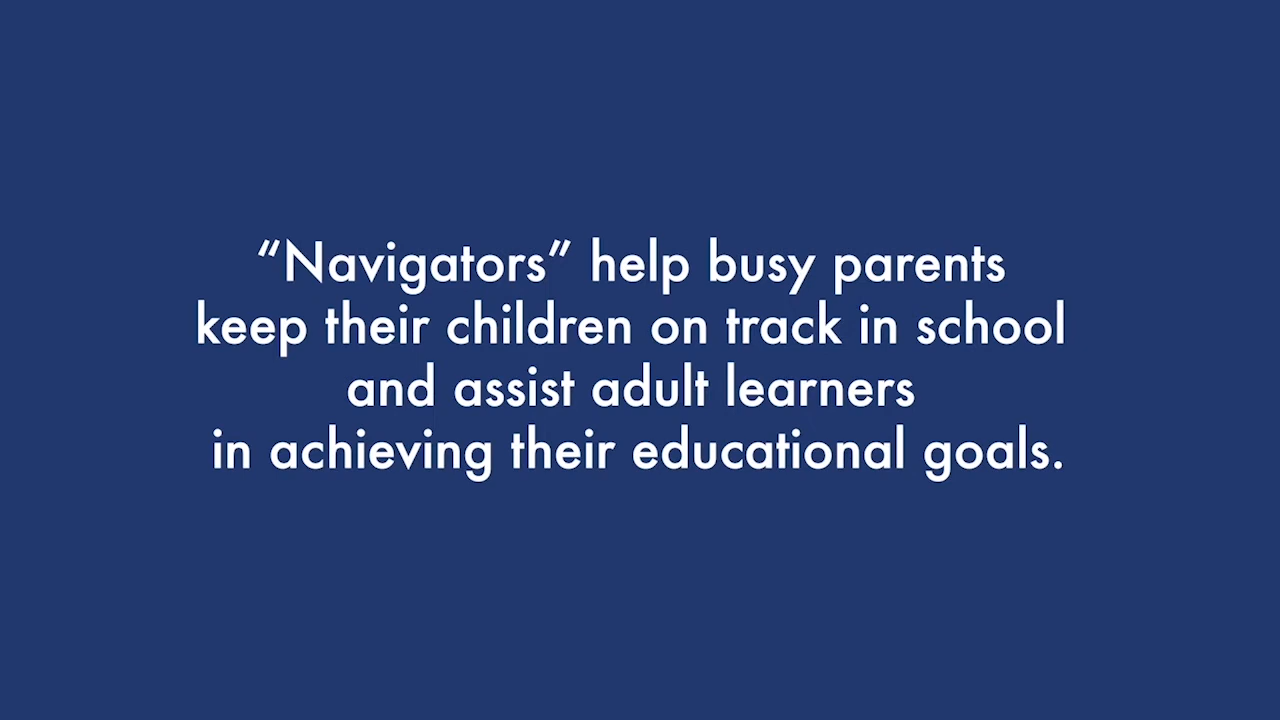 “Navigators” help busy parents
keep their children on track in school
and assist adult learners
in achieving their educational goals.